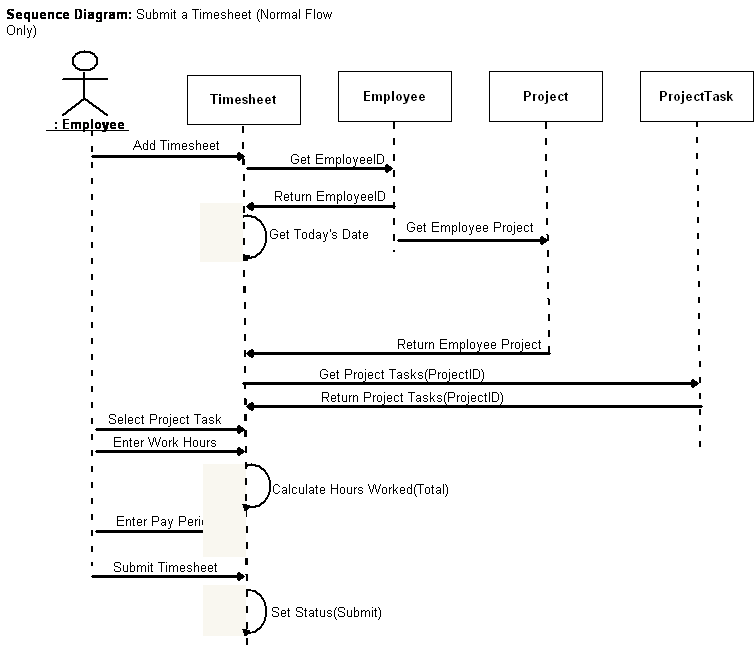 Sequence Diagram: Submit a Timesheet (Normal Flow
Only)
: Employee
Timesheet
Employee
Project
ProjectTask
Add Timesheet
Get EmployeeID
Return EmployeeID
Get Today's Date
Get Employee Project
Return Employee Project
Get Project Tasks(ProjectID)
Return Project Tasks(ProjectID)
Select Project Task
Enter Work Hours
Calculate Hours Worked(Total)
Enter Pay
Submit Timesheet
Set Status(Submit)